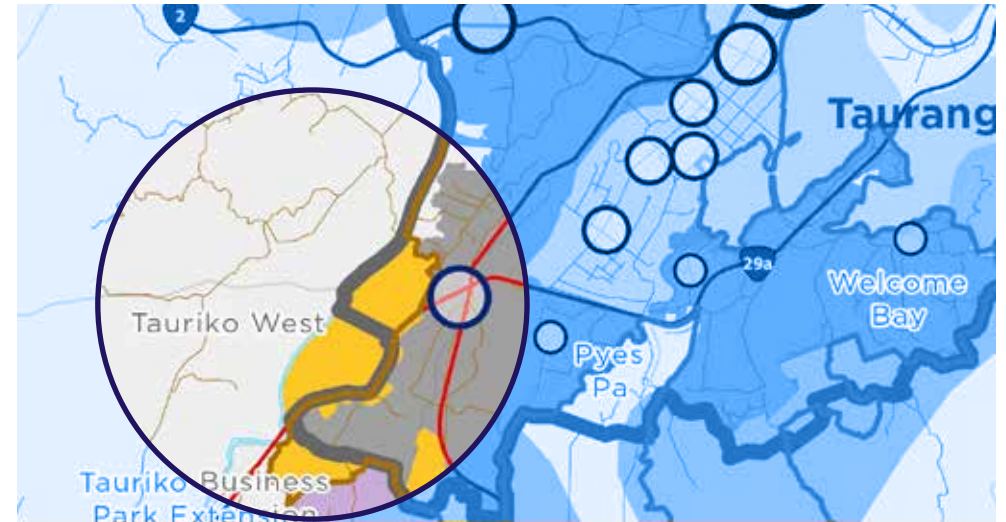 2
Taurang
29a
Welcome
Bay
Tauriko West
Pyes
Pa
Tauriko Business
Park Extension